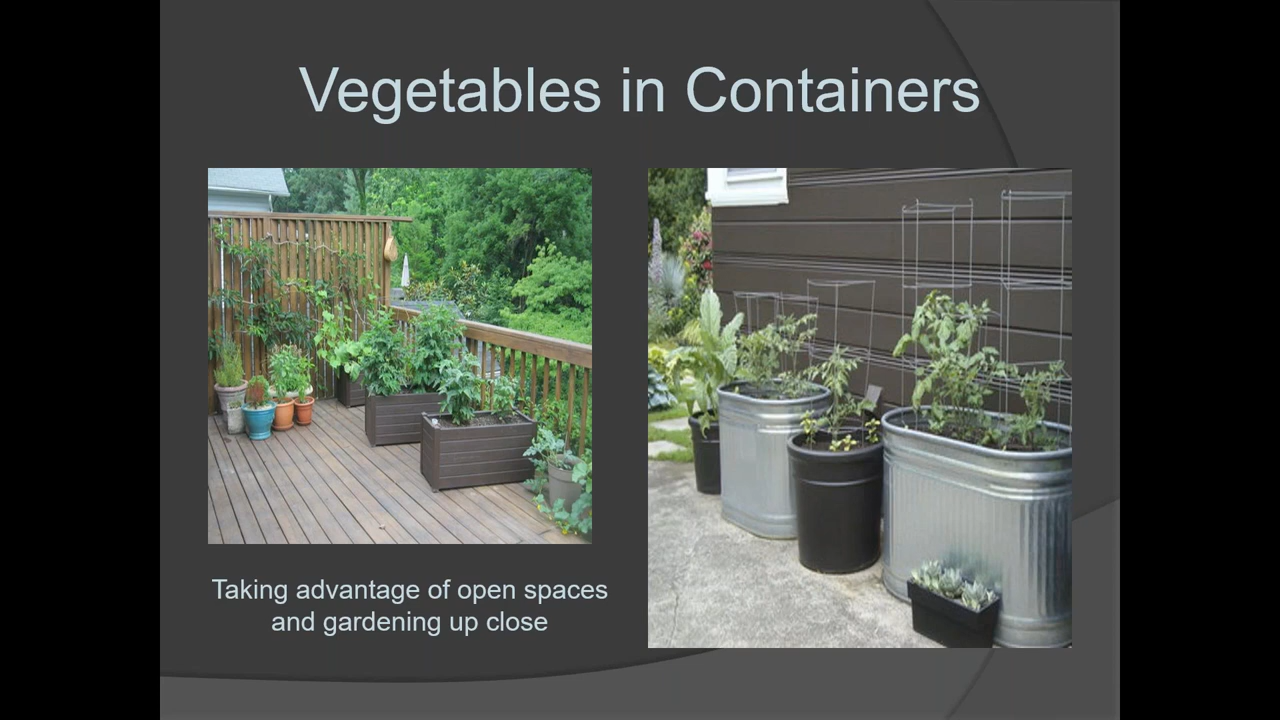 Vegetables in Containers
Taking advantage of open spaces
and gardening up close